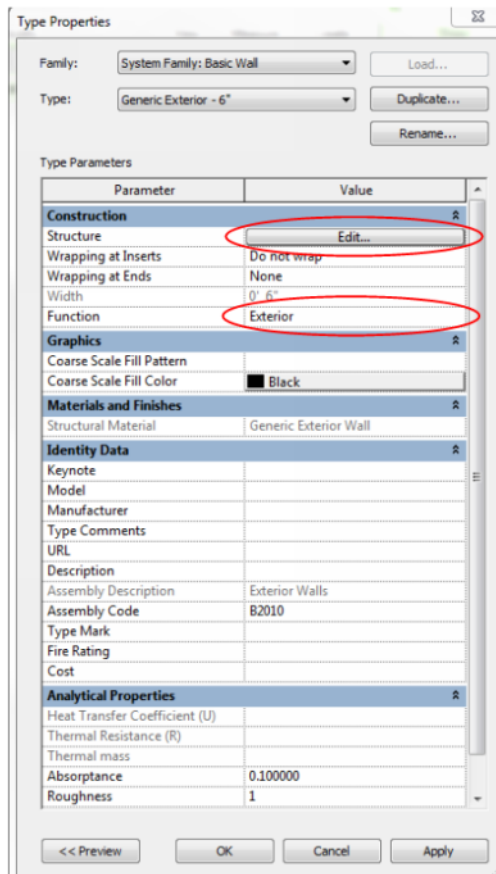 Type Properties
Family: System Family: Basic Wall Load...
Type: Generic Exterior - 6" Duplicate...
Rename...
Type Parameters
Parameter Value
Construction
Structure Edit...
Wrapping at Inserts Do not wrap
Wrapping at Ends None
Width 0' 6"
Function Exterior
Graphics
Coarse Scale Fill Pattern
Coarse Scale Fill Color Black
Materials and Finishes
Structural Material Generic Exterior Wall
Identity Data
Keynote
Model
Manufacturer
Type Comments
URL
Description
Assembly Description Exterior Walls
Assembly Code B2010
Type Mark
Fire Rating
Cost
Analytical Properties
Heat Transfer Coefficient (U)
Thermal Resistance (R)
Thermal mass
Absorptance 0.100000
Roughness 1
<< Preview OK Cancel Apply